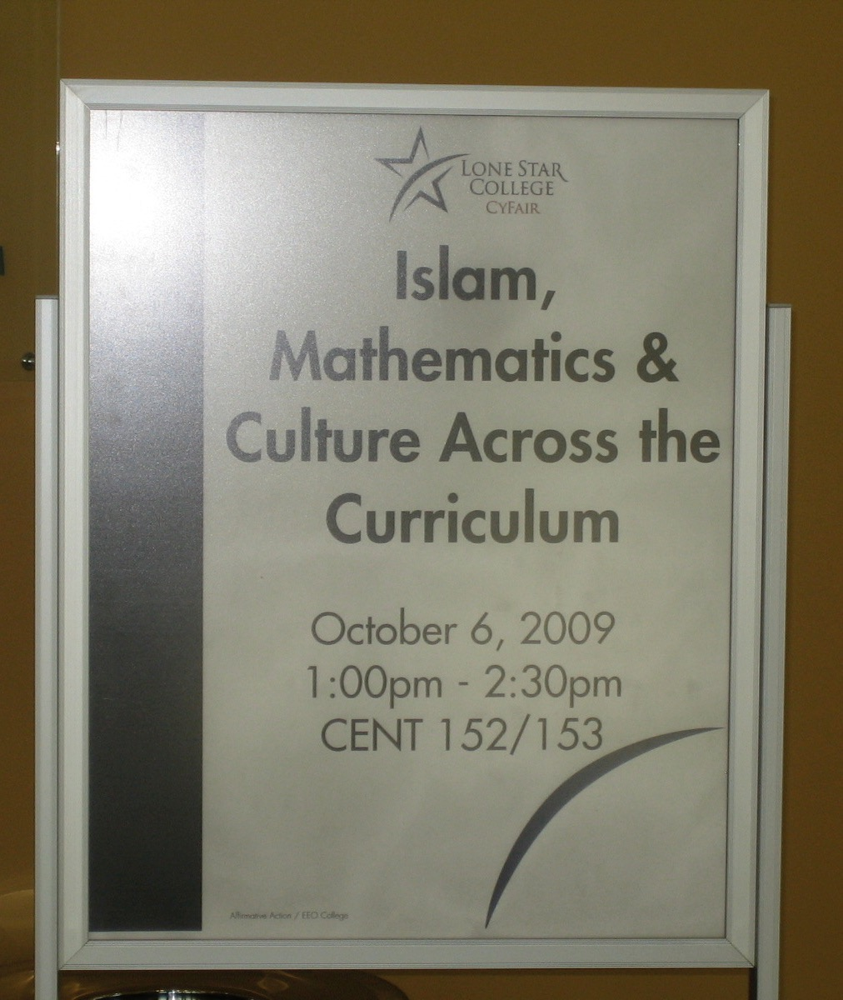 LONE STAR
COLLEGE
CYFAIR
Islam,
Mathematics &
Culture Across the
Curriculum
October 6, 2009
1:00pm - 2:30pm
CENT 152/153
Affirmative Action / EEO College